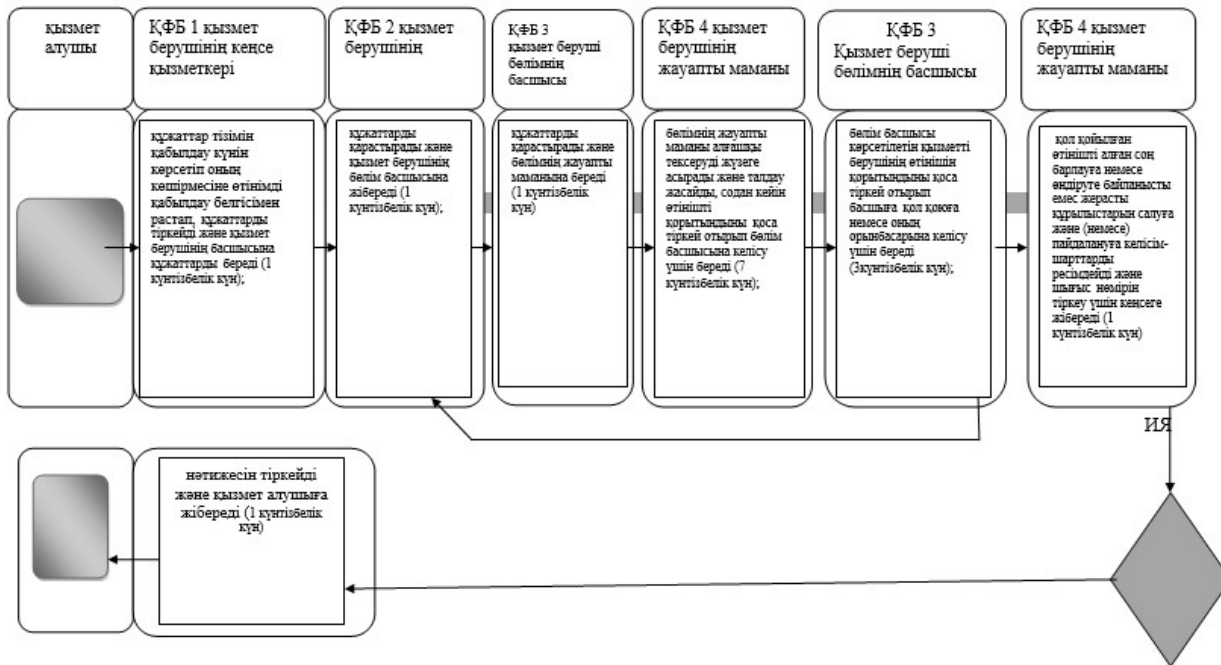 қызмет
алушы
ҚФБ 1 қызмет
берушінің кеңсе
қызметкері
ҚФБ 2 қызмет
берушінің
ҚФБ 3
қызмет беруші
бөлімнің
басшысы
ҚФБ 4 қызмет
берушінің
жауапты маманы
ҚФБ 3
Қызмет беруші
бөлімнің басшысы
ҚФБ 4 қызмет
берушінің
жауапты маманы
құжаттар тізімін
қабылдау күнін
көрсетіп оның
көшірмесіне өтінімді
қабылдау белгісімен
растап, құжаттарды
тіркейді және қызмет
берушінің басшысына
құжаттарды береді (1
күнтізбелік күн);
құжаттарды
қарастырады және
қызмет берушінің
бөлім басшысына
жібереді (1
күнтізбелік күн);
құжаттарды
қарастырады және
бөлімнің жауапты
маманына береді
(1 күнтізбелік
күн)
бөлімнің жауапты
маманы алғашқы
тексеруді жүзеге
асырады және талдау
жасайды, содан кейін
өтінішті
қорытындыны қоса
тіркей отырып бөлім
басшысына келісу
үшін береді (7
күнтізбелік күн);
бөлім басшысы
көрсетілетін қызметті
берушінің өтінішін
қорытындыны қоса
тіркей отырып
басшыға қол қоюға
немесе оның
орынбасарына келісу
үшін береді
(3күнтізбелік күн);
қол қойылған
өтінішті алған соң
барлауға немесе
өндіруге байланысты
емес жерасты
құрылыстарын салуға
және (немесе)
пайдалануға келісім-
шарттарды
ресімдейді және
шығыс нөмірін
тіркеу үшін кеңсеге
жібереді (1
күнтізбелік күн)
ИЯ
нәтижесін тіркейді
және қызмет алушыға
жібереді (1 күнтізбелік
күн)